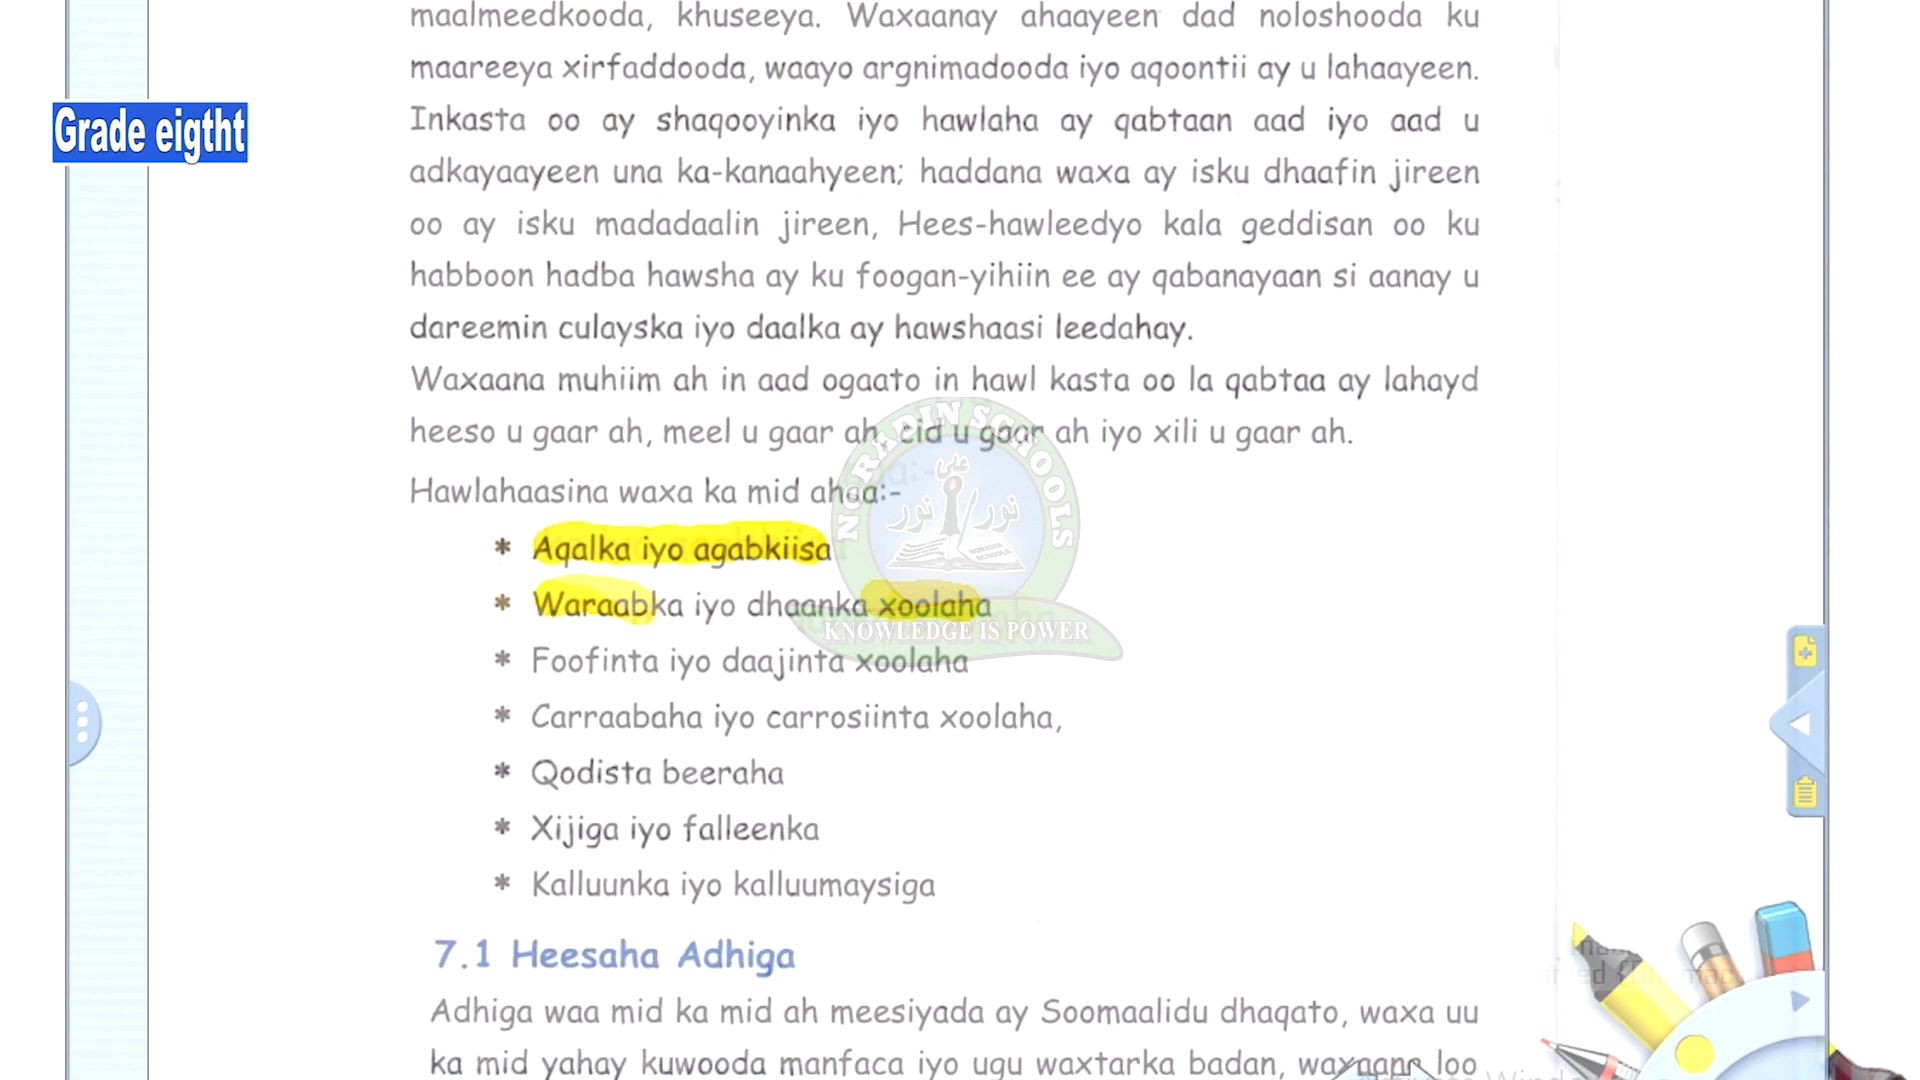 maalmeedkooda, khuseeya. Waxaanay ahaayeen dad noloshooda ku
maareeya xirfaddooda, waayo argnimadooda iyo aqoontii ay u lahaayeen.
Grade eigtht
Inkasta oo ay shaqooyinka iyo hawlaha ay qabtaan aad iyo aad u
adkayaayeen una ka-kanaahyeen; haddana waxa ay isku dhaafin jireen
oo ay isku madadaalin jireen, Hees-hawleedyo kala geddisan oo ku
habboon hadba hawsha ay ku foogan-yihiin ee ay qabanayaan si aanay u
dareemin culayska iyo daalka ay hawshaasi leedahay.
Waxaana muhiim ah in aad ogaato in hawl kasta oo la qabtaa ay lahayd
heeso u gaar ah, meel u gaar ah, cid u gaar ah iyo xili u gaar ah.
Hawlahaasina waxa ka mid ahaa:-
* Aqalka iyo agabkiisa
* Waraabka iyo dhaanka xoolaha
* Foofinta iyo daajinta xoolaha
* Carraabaha iyo carrosiinta xoolaha,
* Qodista beeraha
* Xijiga iyo falleenka
* Kalluunka iyo kalluumaysiga
NORADIN SCHOOLS
نور نور
NORADIN SCHOOLS
KNOWLEDGE IS POWER
7.1 Heesaha Adhiga
Adhiga waa mid ka mid ah meesiyada ay Soomaalidu dhaqato, waxa uu
ka mid yahay kuwooda manfaca iyo ugu waxtarka badan, waxaana loo